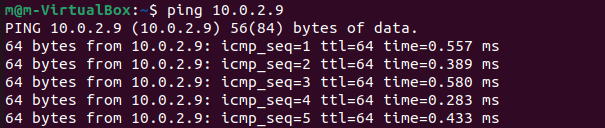 m@m-VirtualBox:~$ ping 10.0.2.9
PING 10.0.2.9 (10.0.2.9) 56(84) bytes of data.
64 bytes from 10.0.2.9: icmp_seq=1 ttl=64 time=0.557 ms
64 bytes from 10.0.2.9: icmp_seq=2 ttl=64 time=0.389 ms
64 bytes from 10.0.2.9: icmp_seq=3 ttl=64 time=0.580 ms
64 bytes from 10.0.2.9: icmp_seq=4 ttl=64 time=0.283 ms
64 bytes from 10.0.2.9: icmp_seq=5 ttl=64 time=0.433 ms